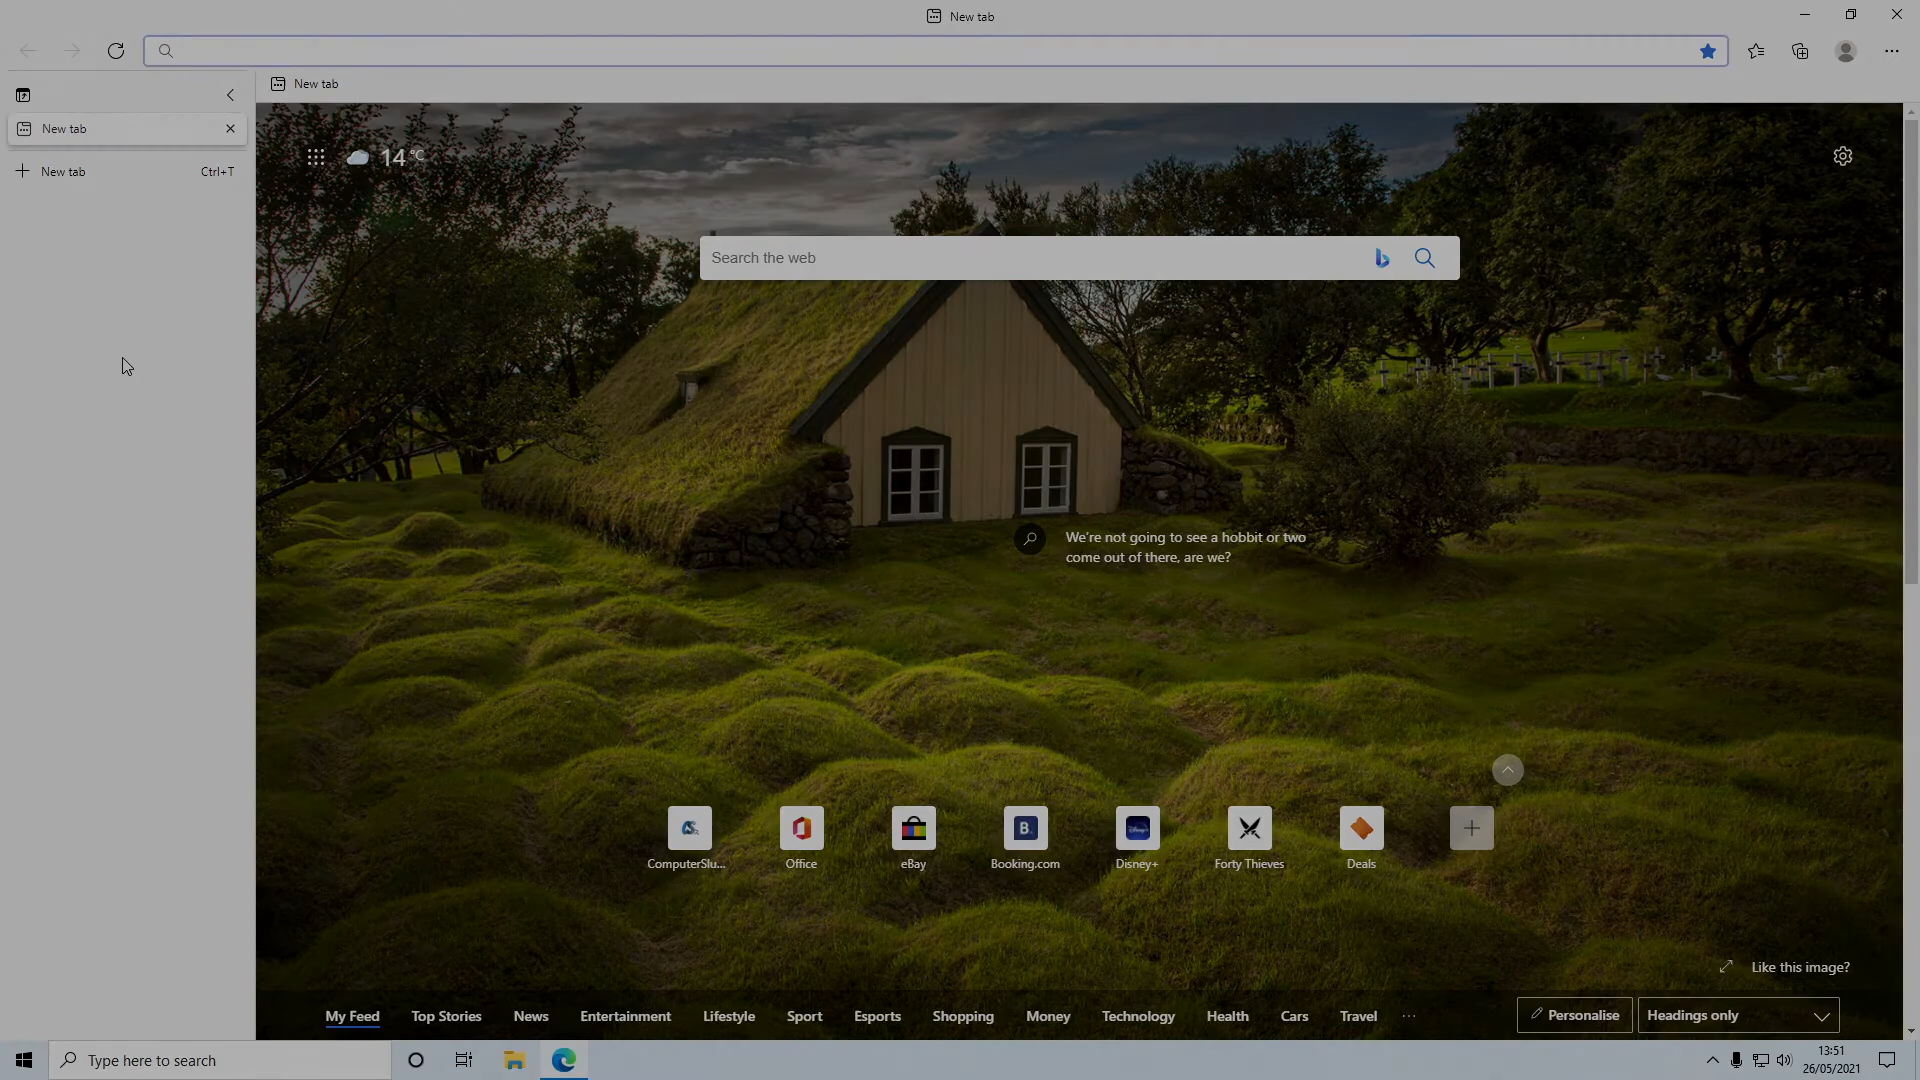 New tab
New tab
New tab
New tab Ctrl+T
14 °C
Search the web
We're not going to see a hobbit or two
come out of there, are we?
ComputerSlu...
Office
eBay
Booking.com
Disney+
Forty Thieves
Deals
B.
Disney+
Like this image?
My Feed
Top Stories
News
Entertainment
Lifestyle
Sport
Esports
Shopping
Money
Technology
Health
Cars
Travel
...
Personalise
Headings only
Type here to search
13:51
26/05/2021